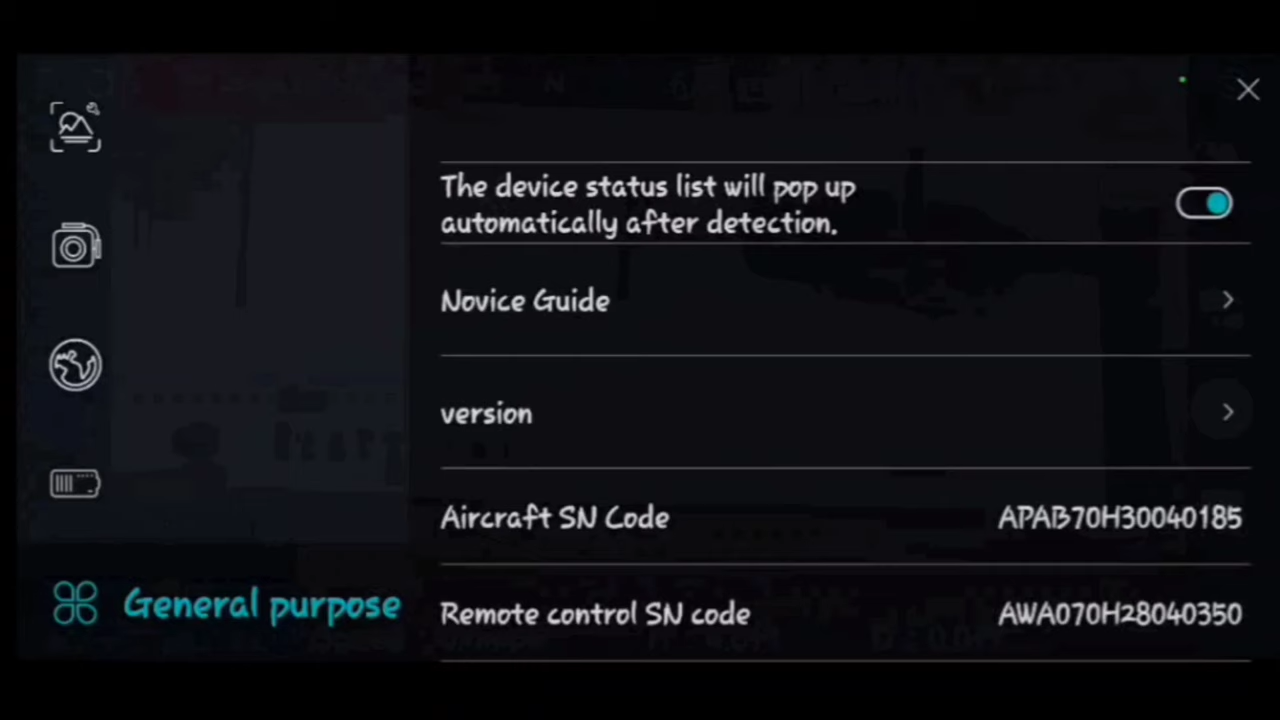 The device status list will pop up
automatically after detection.
Novice Guide
version
Aircraft SN Code APAB70H30040185
General purpose
Remote control SN code AWA070H28040350